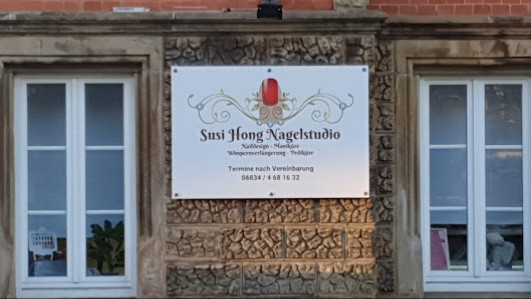 Susi Hong Nagelstudio
Naildesign - Maniküre
Wimpernverlängerung - Pediküre
Termine nach Vereinbarung
06834 / 4 68 16 32